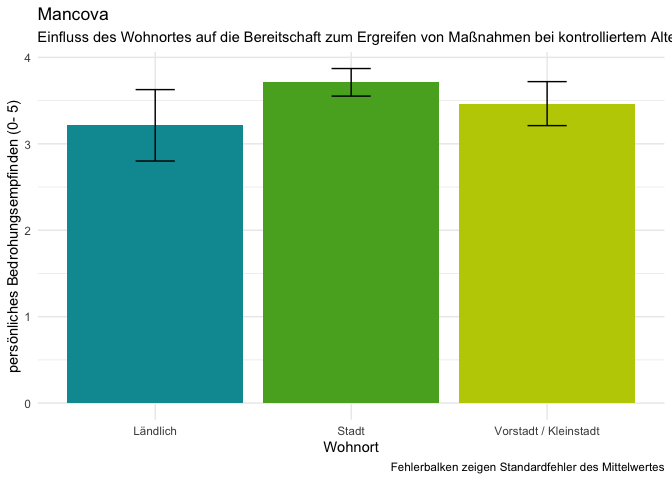 Mancova
Einfluss des Wohnortes auf die Bereitschaft zum Ergreifen von Maßnahmen bei kontrolliertem Alte
persönliches Bedrohungsempfinden (0- 5)
4
3
2
1
0
Ländlich Stadt Vorstadt / Kleinstadt
Wohnort
Fehlerbalken zeigen Standardfehler des Mittelwertes